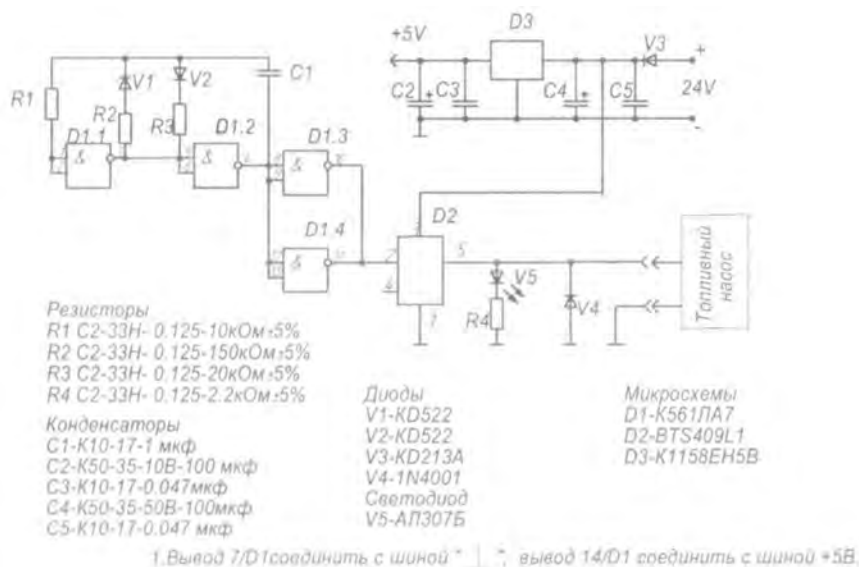 +5V
D3
V3
+
C2
C3
C4
C5
24V
-
R1
V1
V2
C1
R2
R3
D1.1
D1.2
D1.3
&
&
&
D1.4
&
D2
2
4
5
V5
R4
V4
Топливный
насос
Резисторы
R1 С2-33Н- 0.125-10кОм±5%
R2 С2-33Н- 0.125-150кОм±5%
R3 С2-33Н- 0.125-20кОм±5%
R4 С2-33Н- 0.125-2.2кОм±5%
Конденсаторы
С1-К10-17-1 мкф
С2-К50-35-10В-100 мкф
С3-К10-17-0.047мкф
С4-К50-35-50В-100мкф
С5-К10-17-0.047 мкф
Диоды
V1-KD522
V2-KD522
V3-KD213A
V4-1N4001
Светодиод
V5-АЛ307Б
Микросхемы
D1-К561ЛА7
D2-BTS409L1
D3-К1158ЕН5В
1.Вывод 7/D1соединить с шиной "⊥", вывод 14/D1 соединить с шиной +5В